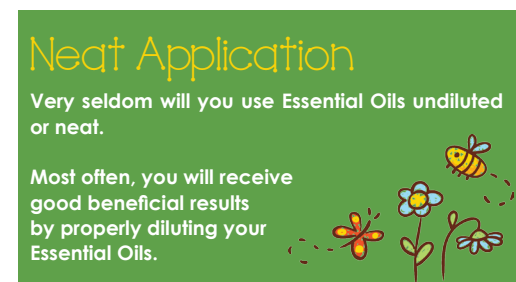 Neat Application
Very seldom will you use Essential Oils undiluted
or neat.
Most often, you will receive
good beneficial results
by properly diluting your
Essential Oils.